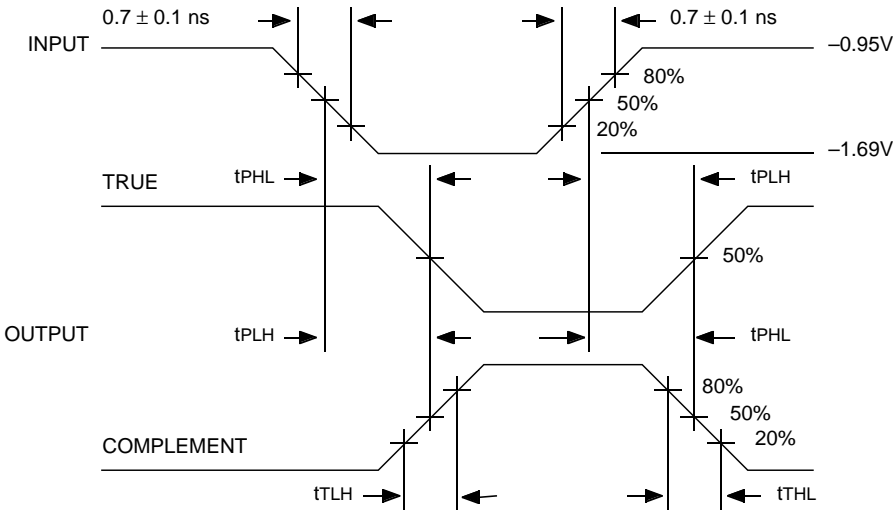 0.7 ± 0.1 ns 0.7 ± 0.1 ns
INPUT –0.95V
80%
50%
20%
–1.69V
tPHL tPLH
TRUE
50%
OUTPUT tPLH tPHL
80%
50%
COMPLEMENT 20%
tTLH tTHL